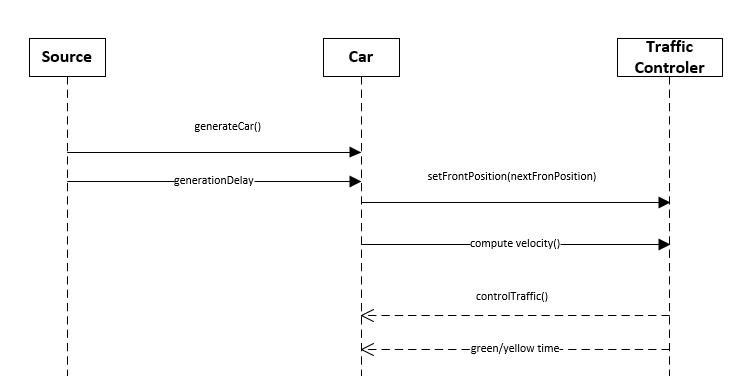 Source
Car
Traffic
Controler
generateCar()
generationDelay
setFrontPosition(nextFronPosition)
compute velocity()
controlTraffic()
green/yellow time